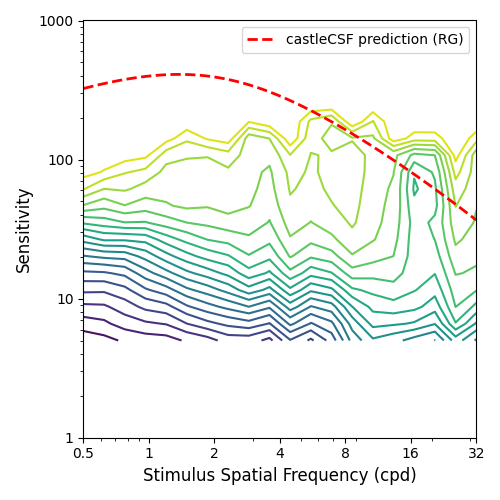 1000
castleCSF prediction (RG)
100
Sensitivity
10
1
0.5 1 2 4 8 16 32
Stimulus Spatial Frequency (cpd)